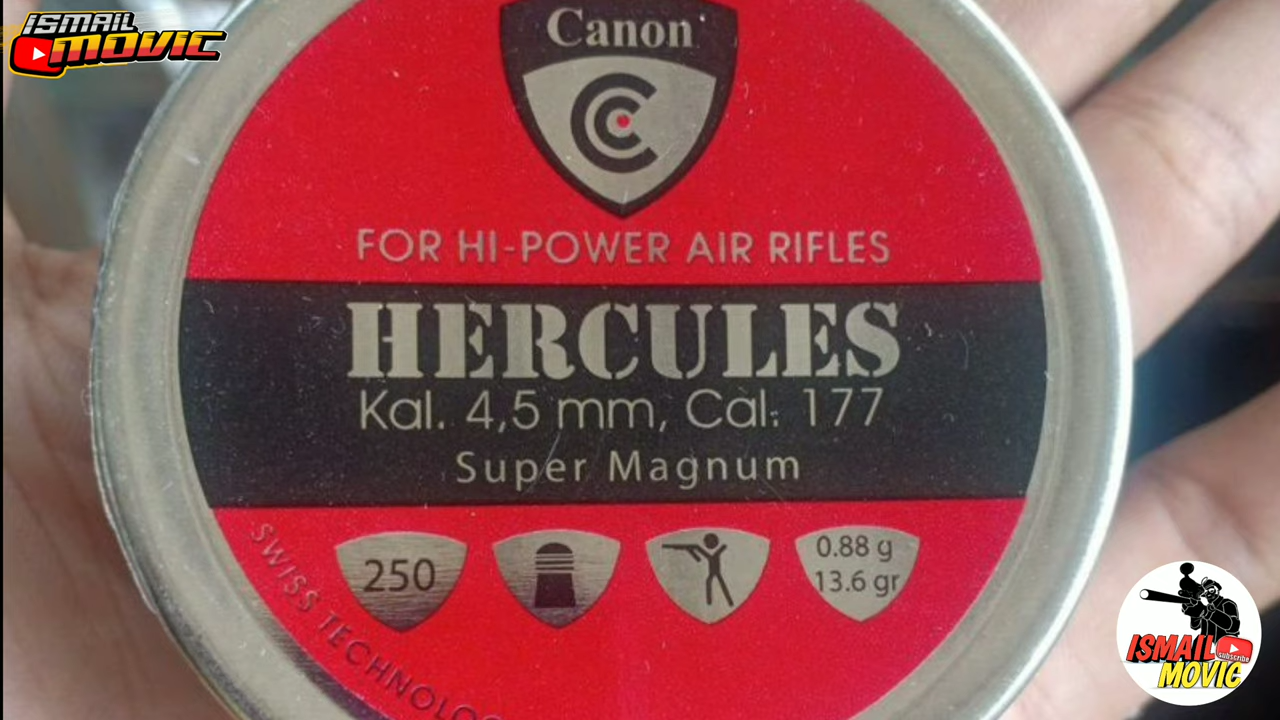 ISMAIL
MOVIC
Canon
FOR HI-POWER AIR RIFLES
HERCULES
Kal. 4,5 mm, Cal. 177
Super Magnum
250
0.88 g
13.6 gr
SWISS
ISMAIL
subscribe
MOVIC